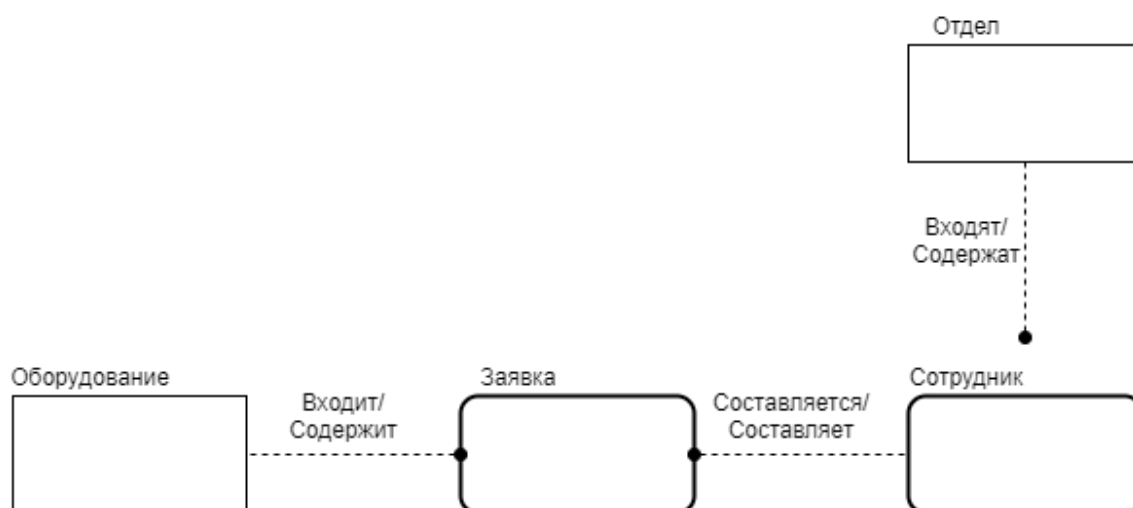 Отдел
Входят/
Содержат
Оборудование
Входит/
Содержит
Заявка
Составляется/
Составляет
Сотрудник